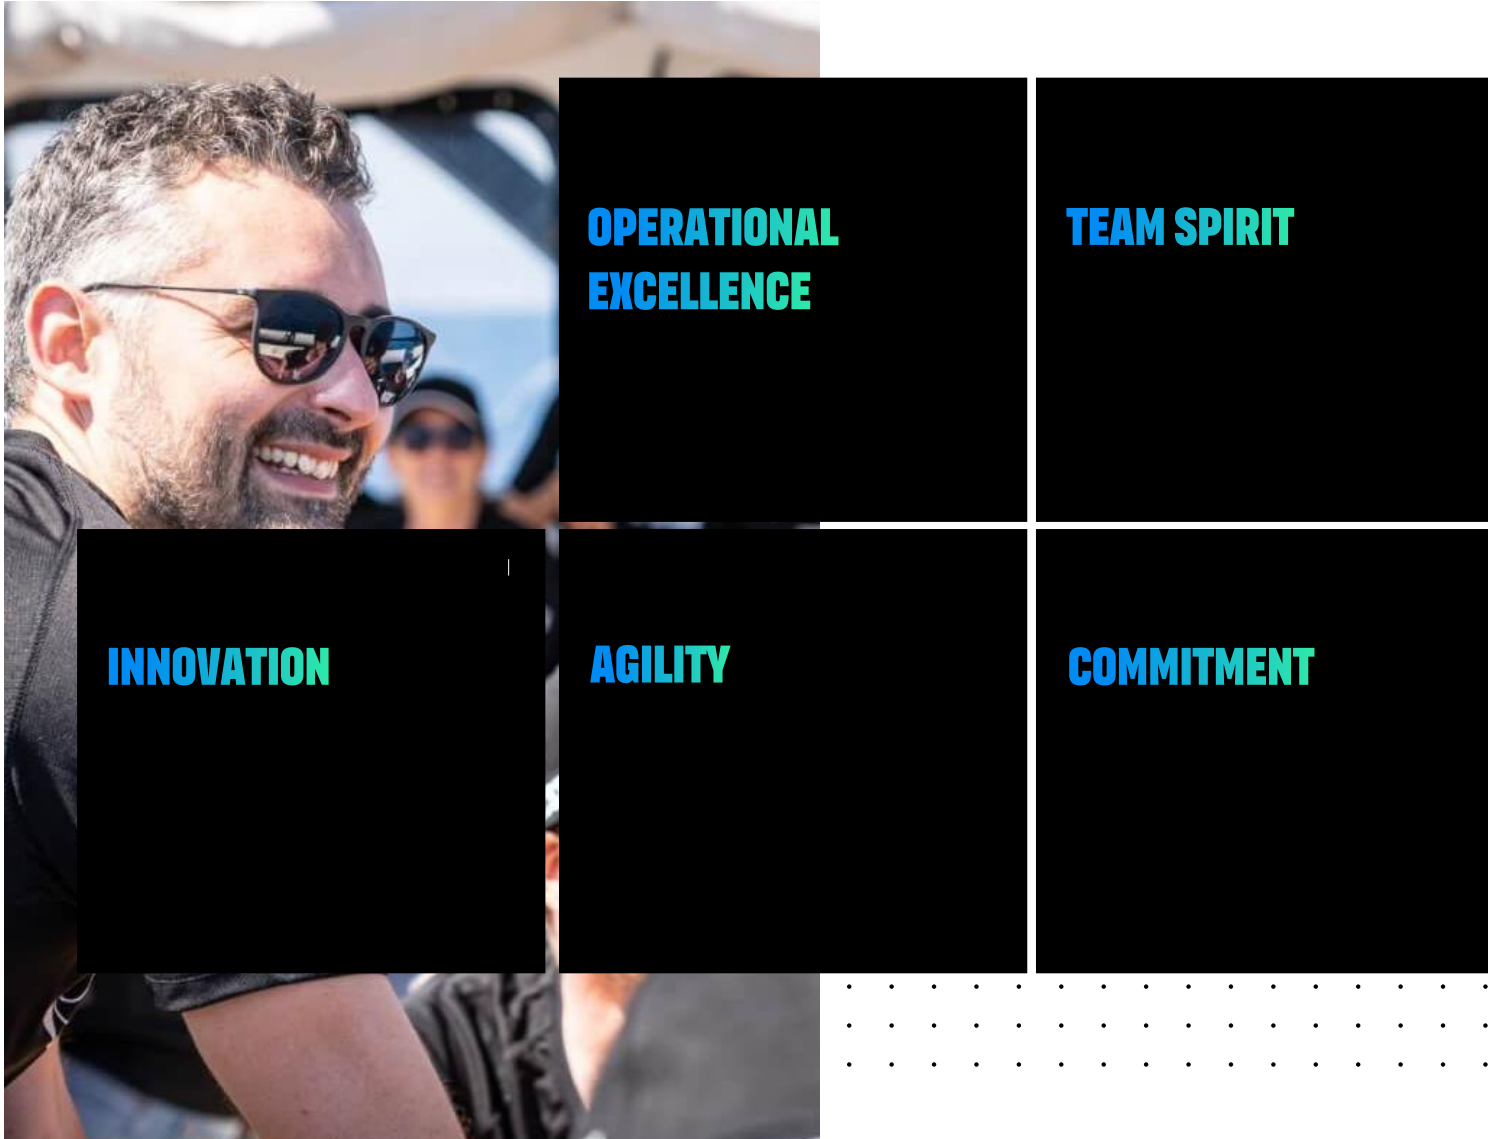 OPERATIONAL
EXCELLENCE
TEAM SPIRIT
INNOVATION
AGILITY
COMMITMENT